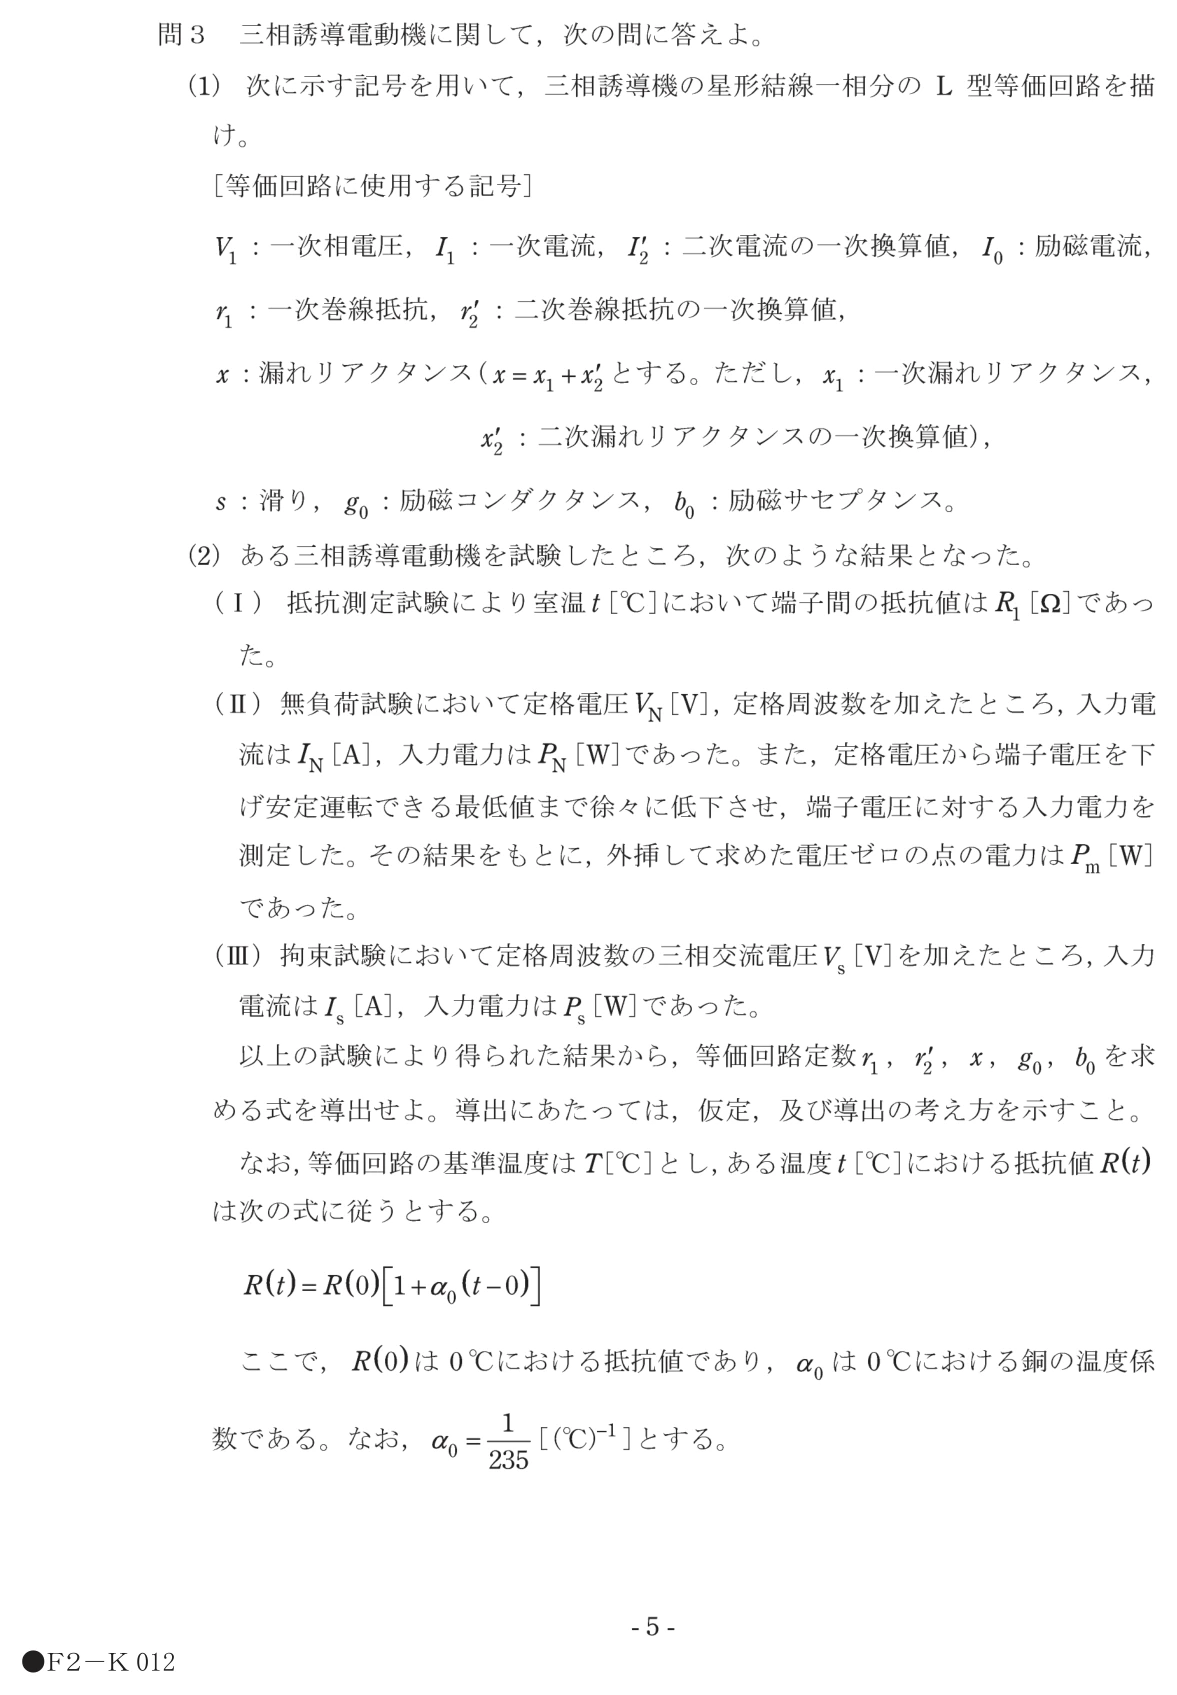 問3 三相誘導電動機に関して，次の問に答えよ。
(1) 次に示す記号を用いて，三相誘導機の星形結線一相分の L 型等価回路を描
け。
[等価回路に使用する記号]
V₁：一次相電圧，I₁：一次電流，I₂′：二次電流の一次換算値，I₀：励磁電流，
r₁：一次巻線抵抗，r₂′：二次巻線抵抗の一次換算値，
x：漏れリアクタンス(x＝x₁＋x₂′とする。ただし，x₁：一次漏れリアクタンス，
x₂′：二次漏れリアクタンスの一次換算値)，
s：滑り，g₀：励磁コンダクタンス，b₀：励磁サセプタンス。
(2) ある三相誘導電動機を試験したところ，次のような結果となった。
(Ⅰ) 抵抗測定試験により室温 t [℃]において端子間の抵抗値は R₁ [Ω]であっ
た。
(Ⅱ) 無負荷試験において定格電圧 V_N [V]，定格周波数を加えたところ，入力電
流は I_N [A]，入力電力は P_N [W]であった。また，定格電圧から端子電圧を下
げ安定運転できる最低値まで徐々に低下させ，端子電圧に対する入力電力を
測定した。その結果をもとに，外挿して求めた電圧ゼロの点の電力は P_m [W]
であった。
(Ⅲ) 拘束試験において定格周波数の三相交流電圧 V_s [V]を加えたところ，入力
電流は I_s [A]，入力電力は P_s [W]であった。
以上の試験により得られた結果から，等価回路定数 r₁，r₂′，x，g₀，b₀ を求
める式を導出せよ。導出にあたっては，仮定，及び導出の考え方を示すこと。
なお，等価回路の基準温度は T[℃]とし，ある温度 t [℃]における抵抗値 R(t)
は次の式に従うとする。
R(t)＝R(0)[1＋α₀(t－0)]
ここで，R(0)は 0 ℃における抵抗値であり，α₀ は 0 ℃における銅の温度係
数である。なお，α₀＝1/235 [(℃)⁻¹]とする。
- 5 -
●F2－K 012